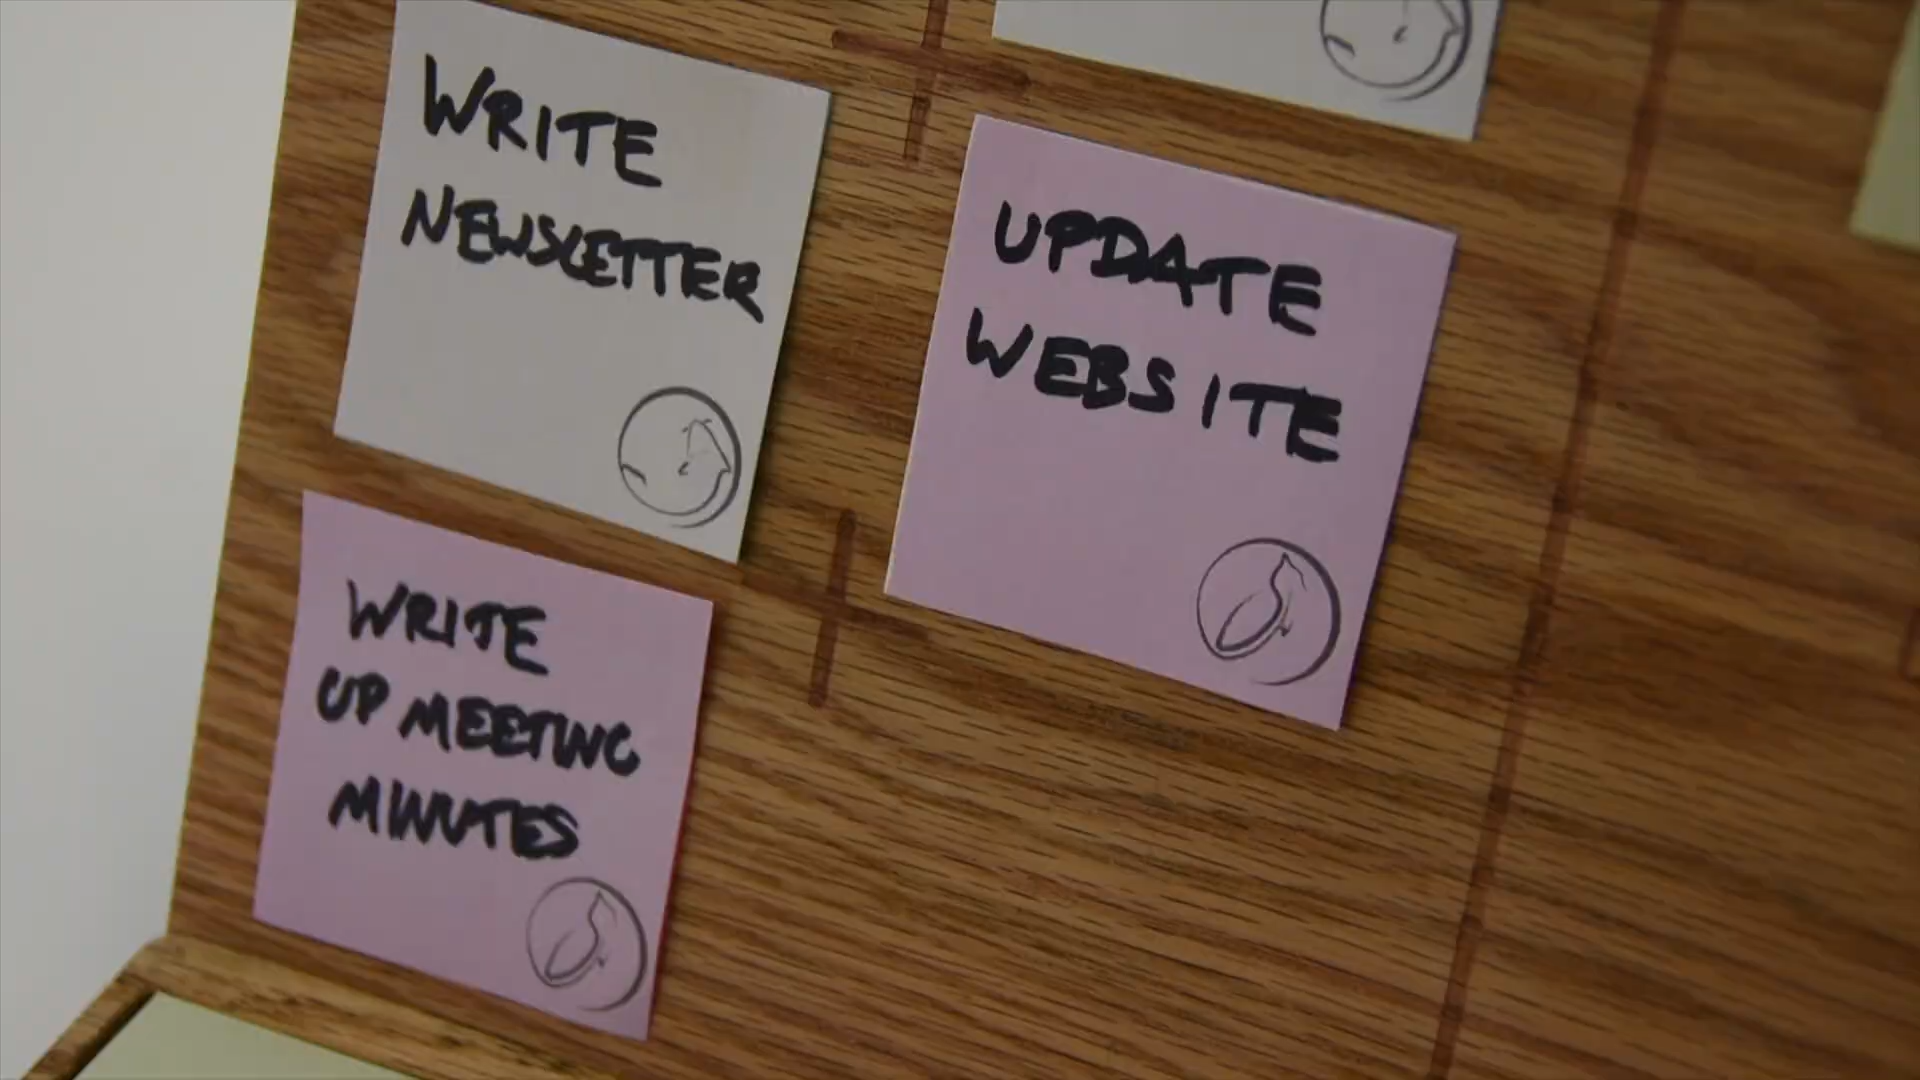 WRITE
NEWSLETTER
UPDATE
WEBSITE
WRITE
UP MEETING
MINUTES